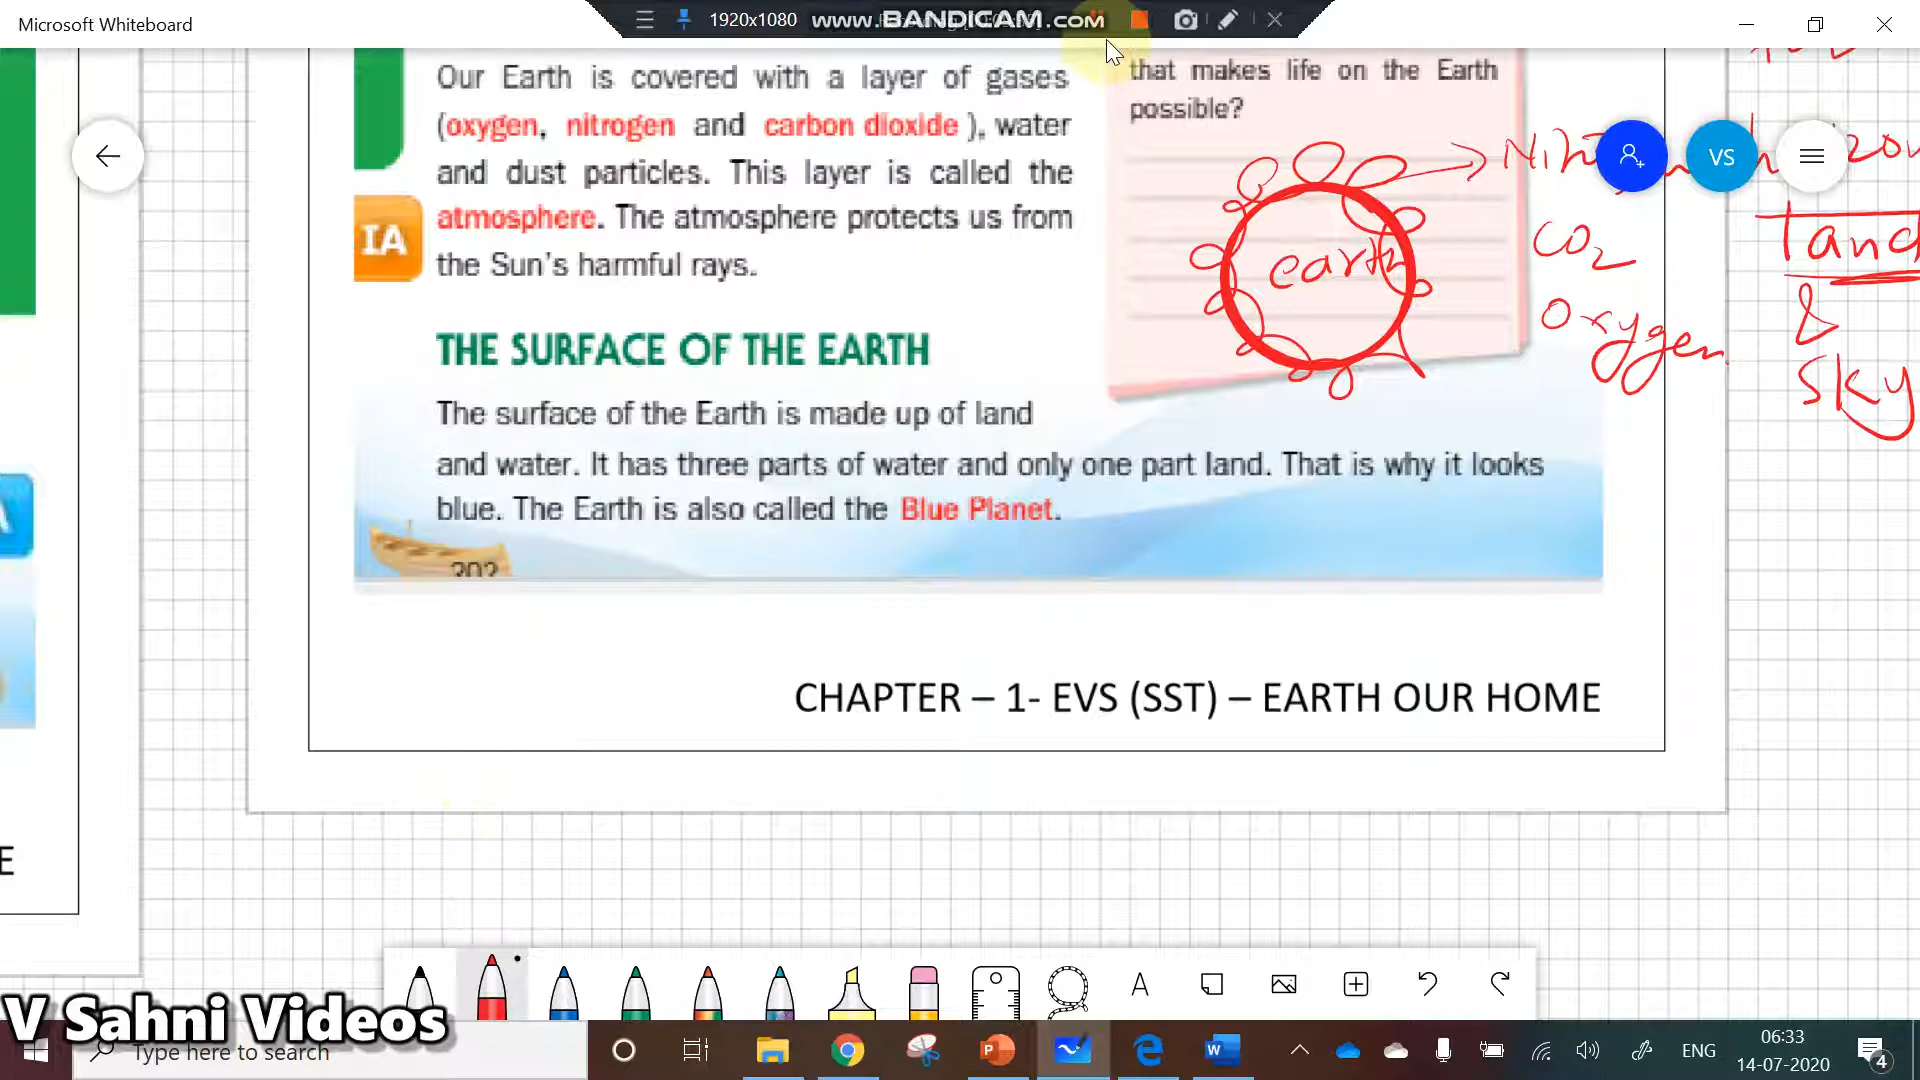 Microsoft Whiteboard
1920x1080
www.BANDICAM.com
Our Earth is covered with a layer of gases
(oxygen, nitrogen and carbon dioxide ), water
and dust particles. This layer is called the
atmosphere. The atmosphere protects us from
the Sun's harmful rays.
IA
that makes life on the Earth
possible?
earth
CO2
Oxygen
VS
land
&
Sky
THE SURFACE OF THE EARTH
The surface of the Earth is made up of land
and water. It has three parts of water and only one part land. That is why it looks
blue. The Earth is also called the Blue Planet.
202
CHAPTER – 1- EVS (SST) – EARTH OUR HOME
E
V Sahni Videos
Type here to search
ENG
06:33
14-07-2020
4